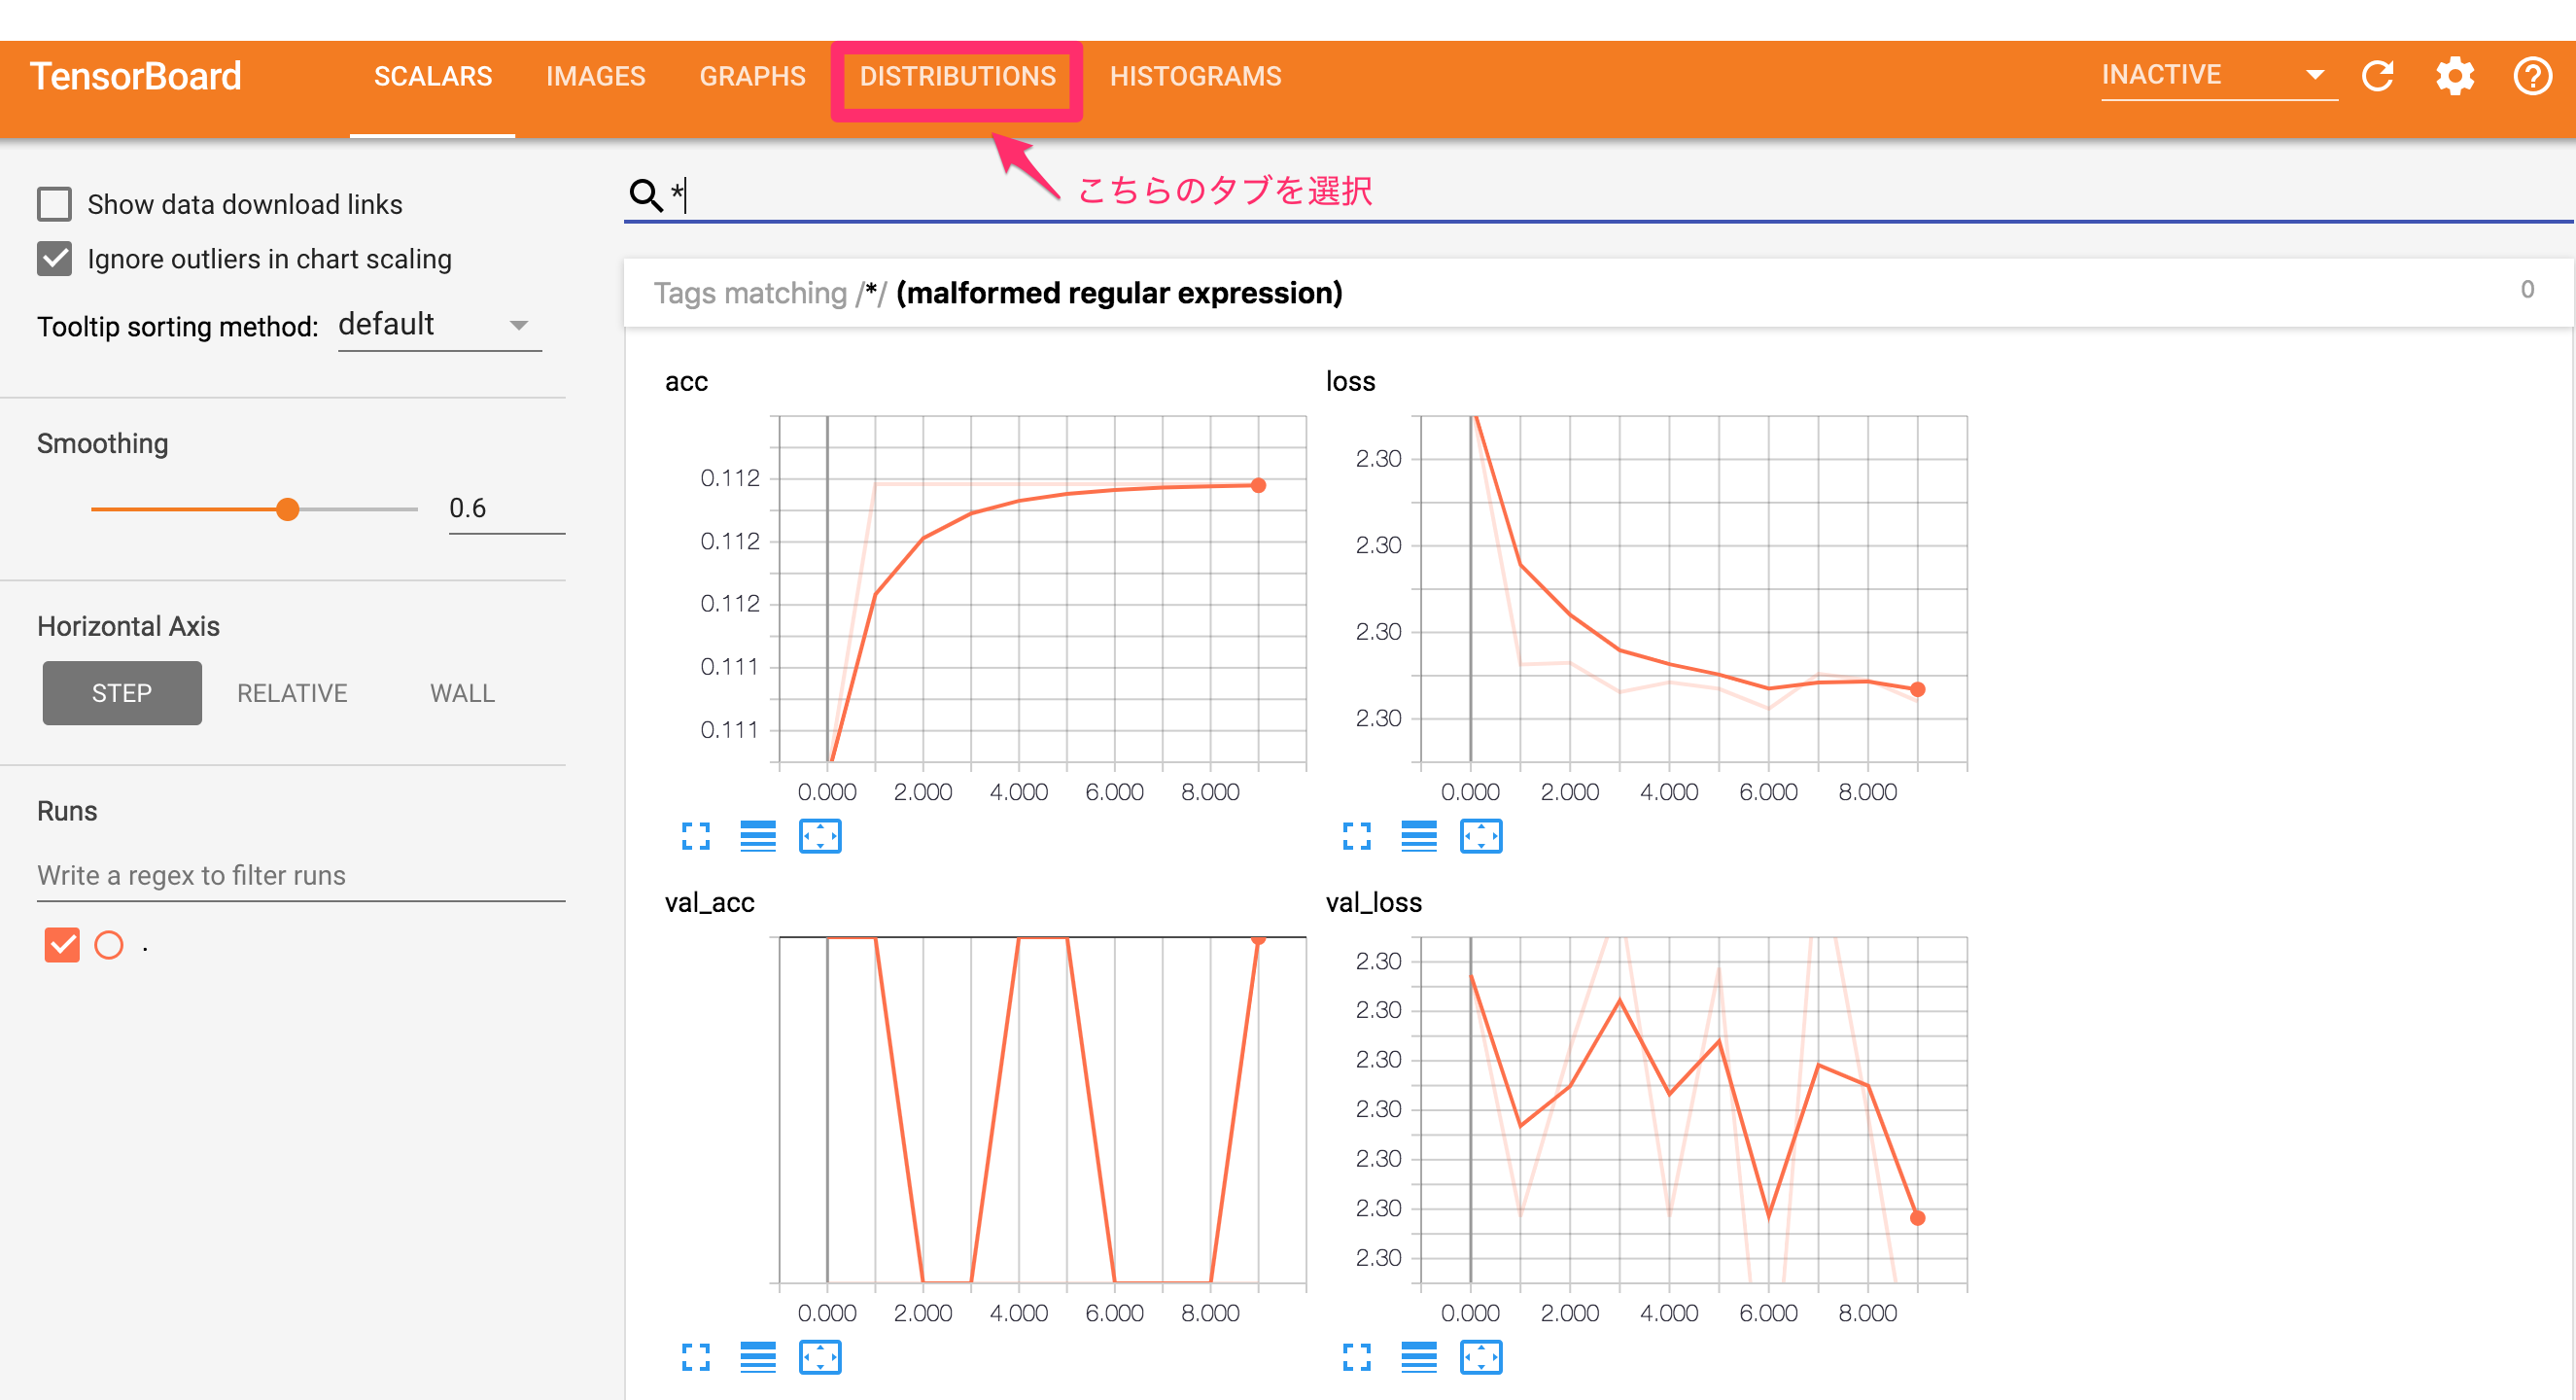 TensorBoard SCALARS IMAGES GRAPHS DISTRIBUTIONS HISTOGRAMS INACTIVE
こちらのタブを選択
*
Show data download links
Ignore outliers in chart scaling
Tooltip sorting method: default
Smoothing
0.6
Horizontal Axis
STEP RELATIVE WALL
Runs
Write a regex to filter runs
.
Tags matching /*/ (malformed regular expression) 0
acc
0.112
0.112
0.112
0.111
0.111
0.000 2.000 4.000 6.000 8.000
loss
2.30
2.30
2.30
2.30
0.000 2.000 4.000 6.000 8.000
val_acc
0.000 2.000 4.000 6.000 8.000
val_loss
2.30
2.30
2.30
2.30
2.30
2.30
2.30
0.000 2.000 4.000 6.000 8.000